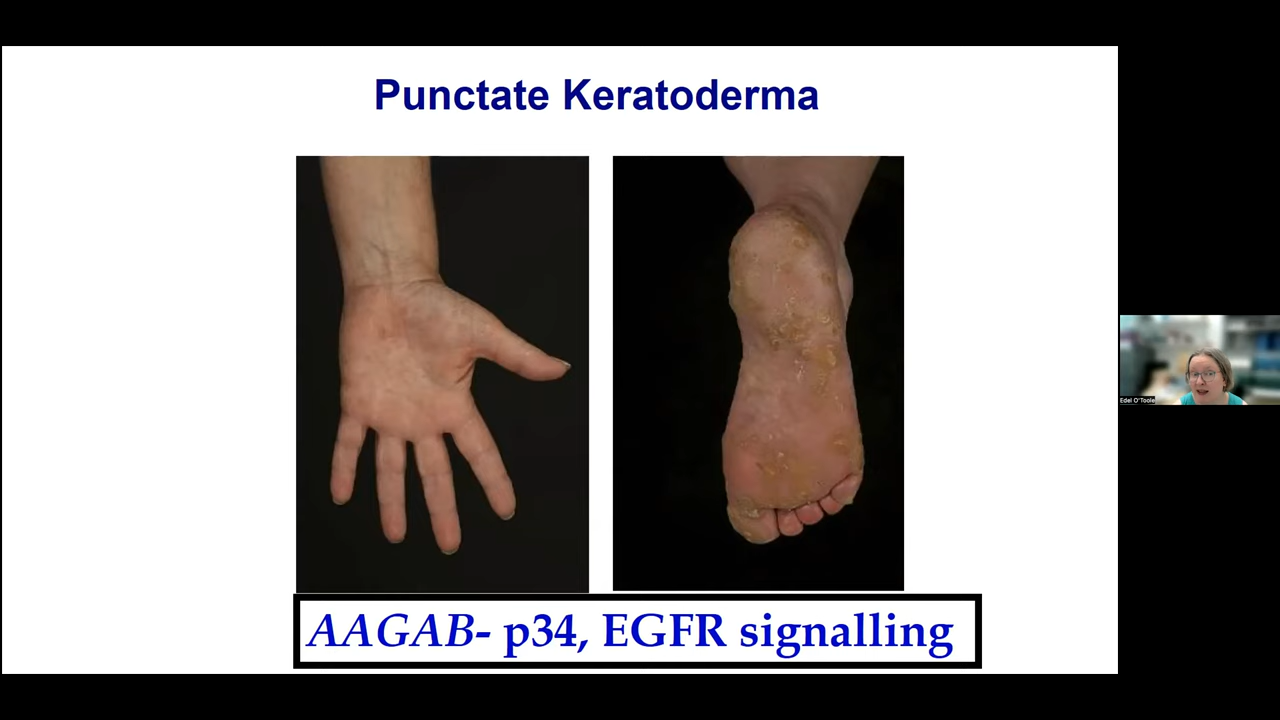 Punctate Keratoderma
AAGAB- p34, EGFR signalling
Edel O'Toole